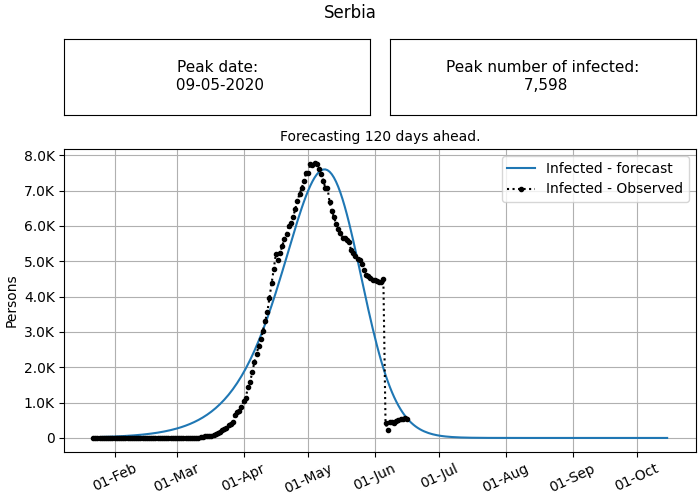 Serbia
Peak date:
09-05-2020
Peak number of infected:
7,598
Forecasting 120 days ahead.
Infected - forecast
Infected - Observed
Persons
8.0K
7.0K
6.0K
5.0K
4.0K
3.0K
2.0K
1.0K
0
01-Feb
01-Mar
01-Apr
01-May
01-Jun
01-Jul
01-Aug
01-Sep
01-Oct